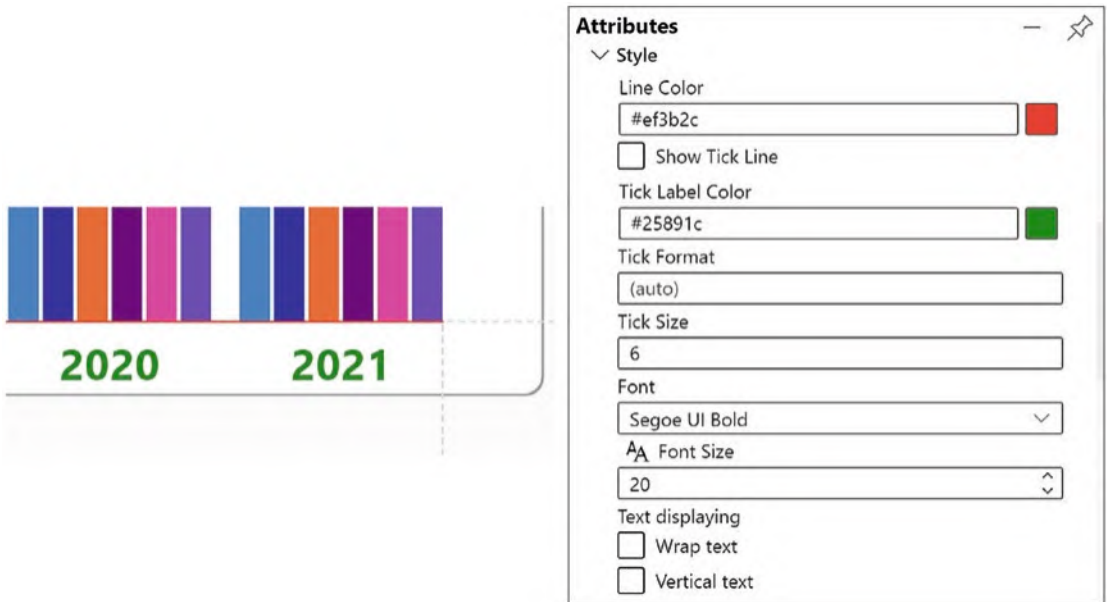 2020 2021
Attributes
Style
Line Color
#ef3b2c
Show Tick Line
Tick Label Color
#25891c
Tick Format
(auto)
Tick Size
6
Font
Segoe UI Bold
AA Font Size
20
Text displaying
Wrap text
Vertical text